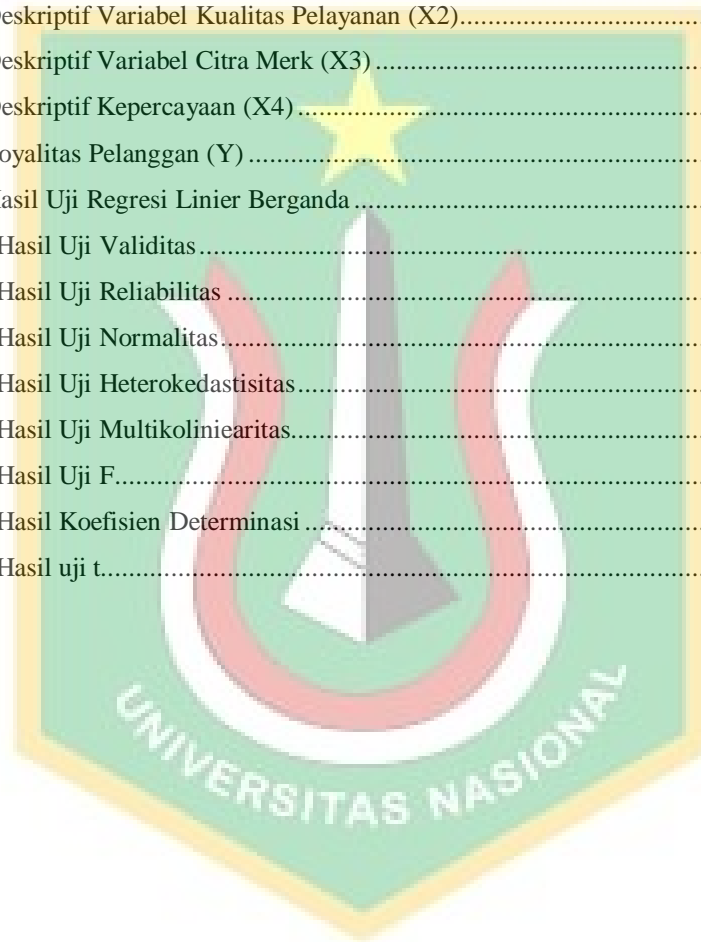 eskriptif Variabel Kualitas Pelayanan (X2)
eskriptif Variabel Citra Merk (X3)
eskriptif Kepercayaan (X4)
oyalitas Pelanggan (Y)
asil Uji Regresi Linier Berganda
Hasil Uji Validitas
Hasil Uji Reliabilitas
Hasil Uji Normalitas
Hasil Uji Heterokedastisitas
Hasil Uji Multikoliniearitas
Hasil Uji F
Hasil Koefisien Determinasi
Hasil uji t
UNIVERSITAS NASIONAL